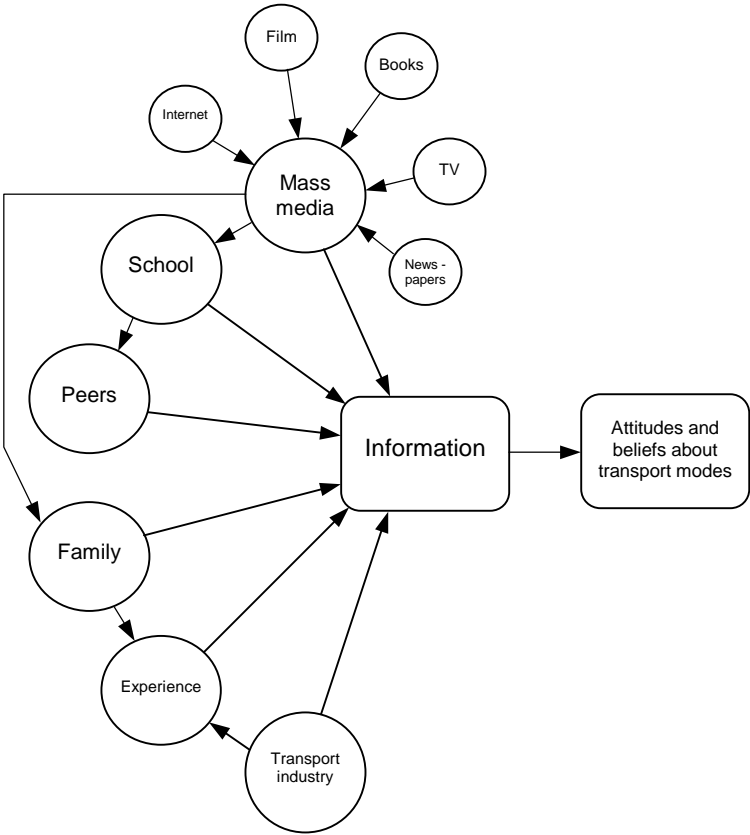 Film
Books
Internet
TV
Mass
media
News -
papers
School
Peers
Information
Attitudes and
beliefs about
transport modes
Family
Experience
Transport
industry